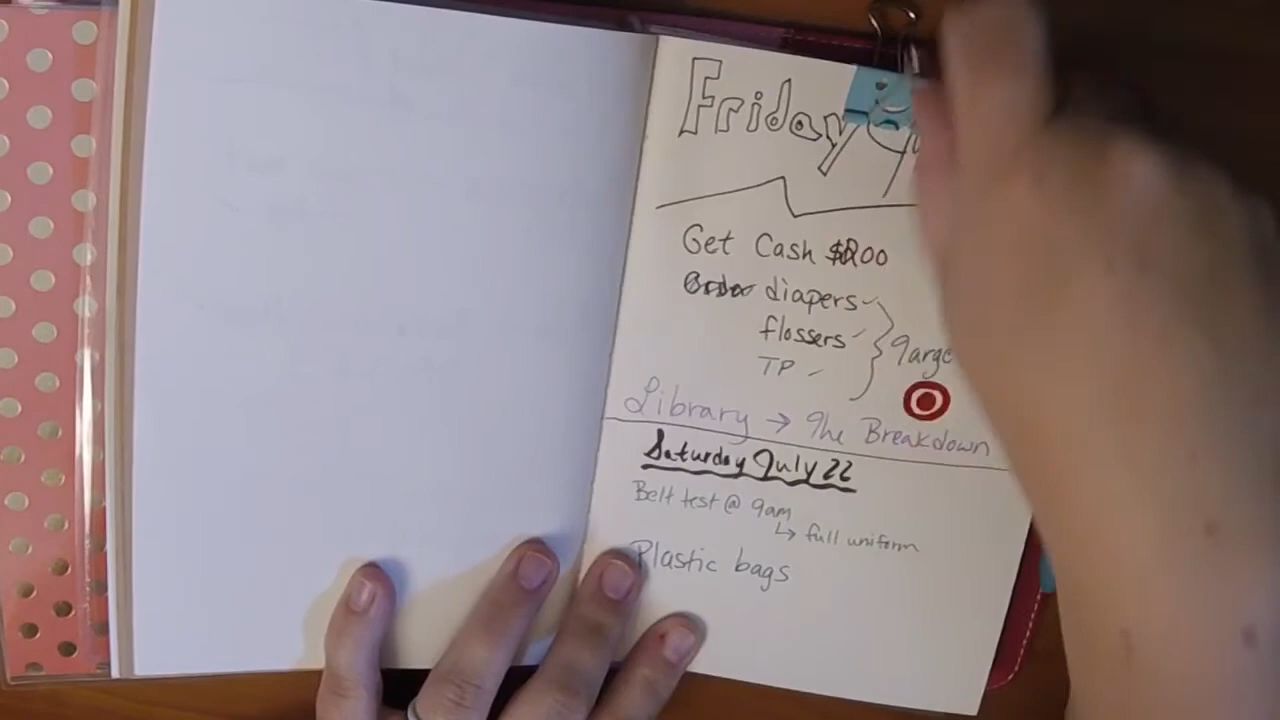 Friday
Get Cash $200
Order diapers
flossers
TP
Library → The Breakdown
Saturday July 22
Belt test @ 9am
↳ full uniform
Plastic bags